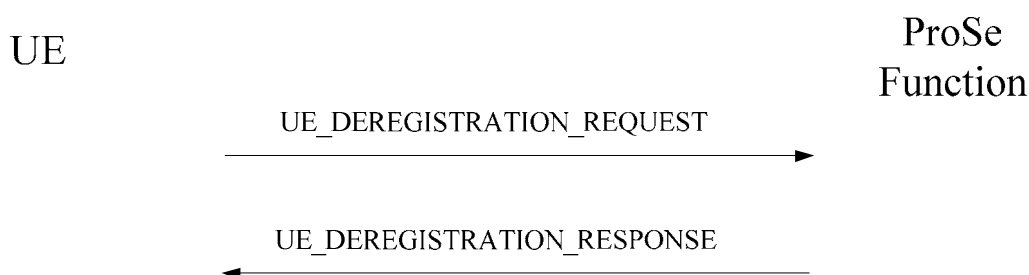 UE
ProSe
Function
UE_DEREGISTRATION_REQUEST
UE_DEREGISTRATION_RESPONSE